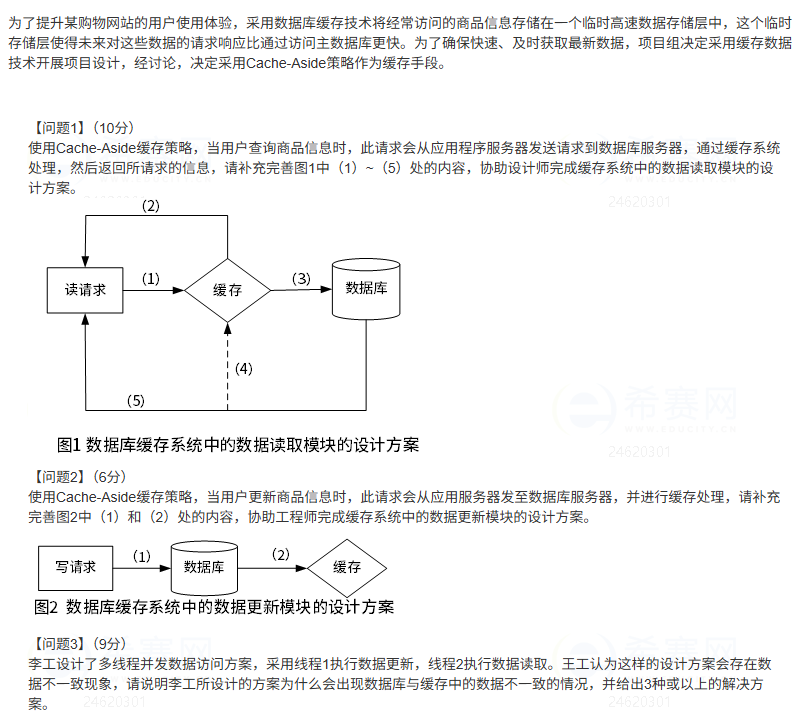 为了提升某购物网站的用户使用体验，采用数据库缓存技术将经常访问的商品信息存储在一个临时高速数据存储层中，这个临时
存储层使得未来对这些数据的请求响应比通过访问主数据库更快。为了确保快速、及时获取最新数据，项目组决定采用缓存数据
技术开展项目设计，经讨论，决定采用Cache-Aside策略作为缓存手段。
【问题1】（10分）
使用Cache-Aside缓存策略，当用户查询商品信息时，此请求会从应用程序服务器发送请求到数据库服务器，通过缓存系统
处理，然后返回所请求的信息，请补充完善图1中（1）~（5）处的内容，协助设计师完成缓存系统中的数据读取模块的设
计方案。
24620301
（2）
（1）
（3）
读请求
缓存
数据库
（4）
（5）
希赛网
WWW.EDUCITY.CN
24620301
图1 数据库缓存系统中的数据读取模块的设计方案
【问题2】（6分）
使用Cache-Aside缓存策略，当用户更新商品信息时，此请求会从应用服务器发至数据库服务器，并进行缓存处理，请补充
完善图2中（1）和（2）处的内容，协助工程师完成缓存系统中的数据更新模块的设计方案。
（1）
（2）
写请求
数据库
缓存
图2 数据库缓存系统中的数据更新模块的设计方案
【问题3】（9分）
李工设计了多线程并发数据访问方案，采用线程1执行数据更新，线程2执行数据读取。王工认为这样的设计方案会存在数
据不一致现象，请说明李工所设计的方案为什么会出现数据库与缓存中的数据不一致的情况，并给出3种或以上的解决方
案。
24620301
24620301